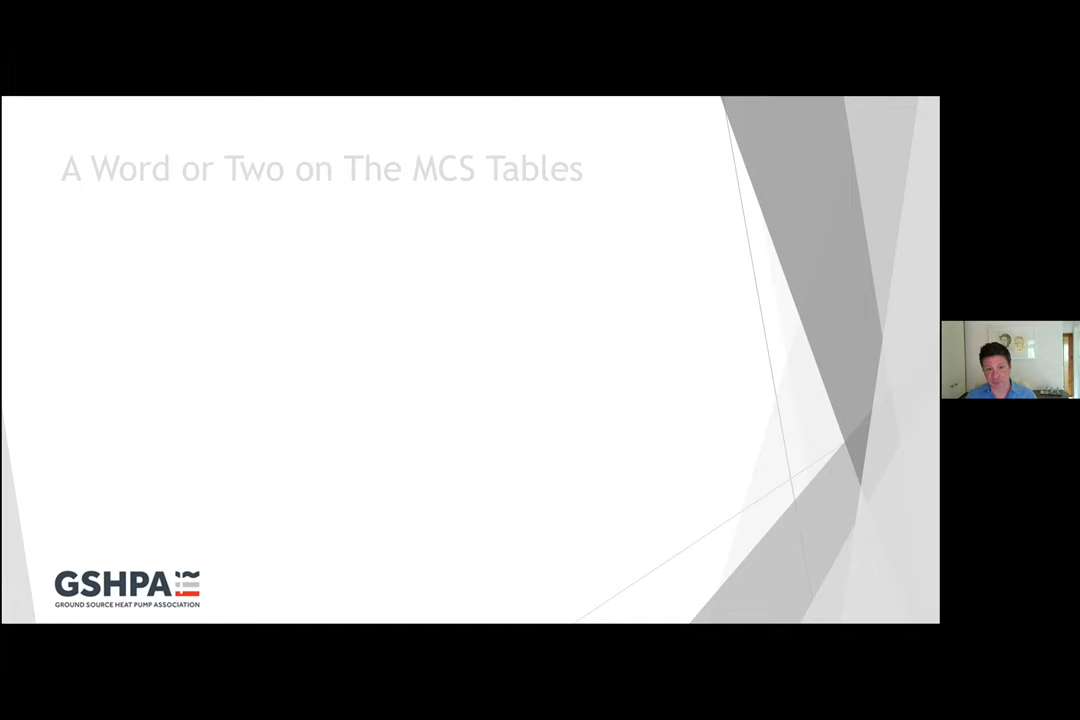 A Word or Two on The MCS Tables
GSHPA
GROUND SOURCE HEAT PUMP ASSOCIATION